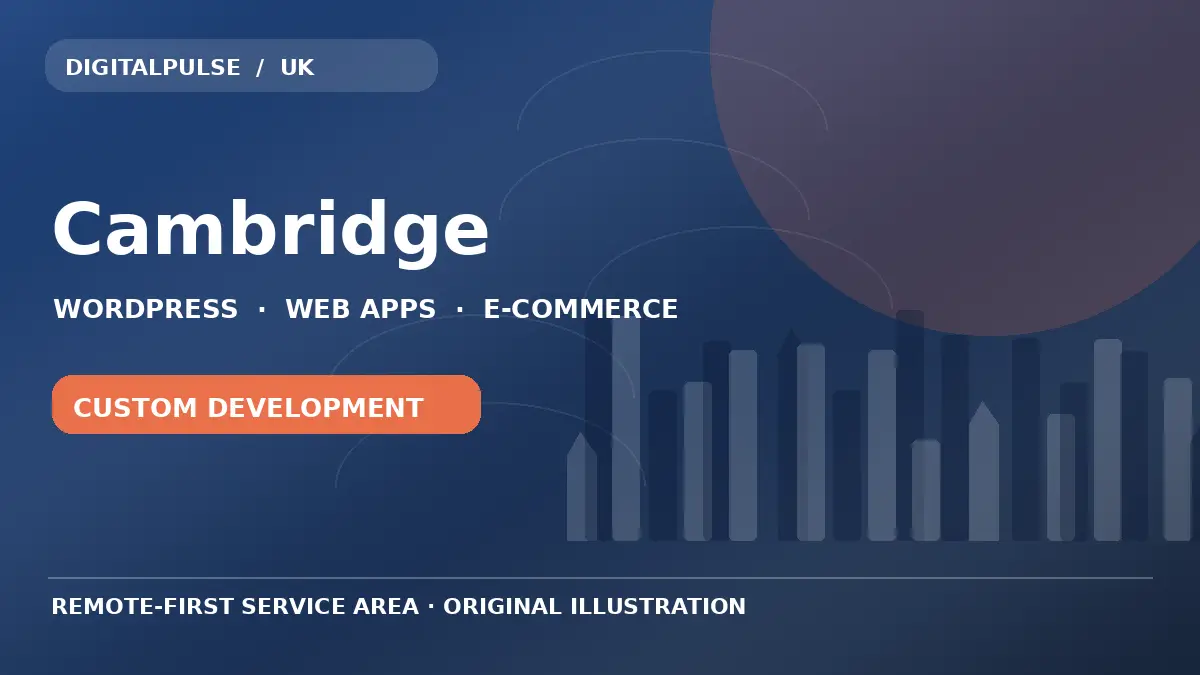 DIGITALPULSE / UK
Cambridge
WORDPRESS · WEB APPS · E-COMMERCE
CUSTOM DEVELOPMENT
REMOTE-FIRST SERVICE AREA · ORIGINAL ILLUSTRATION